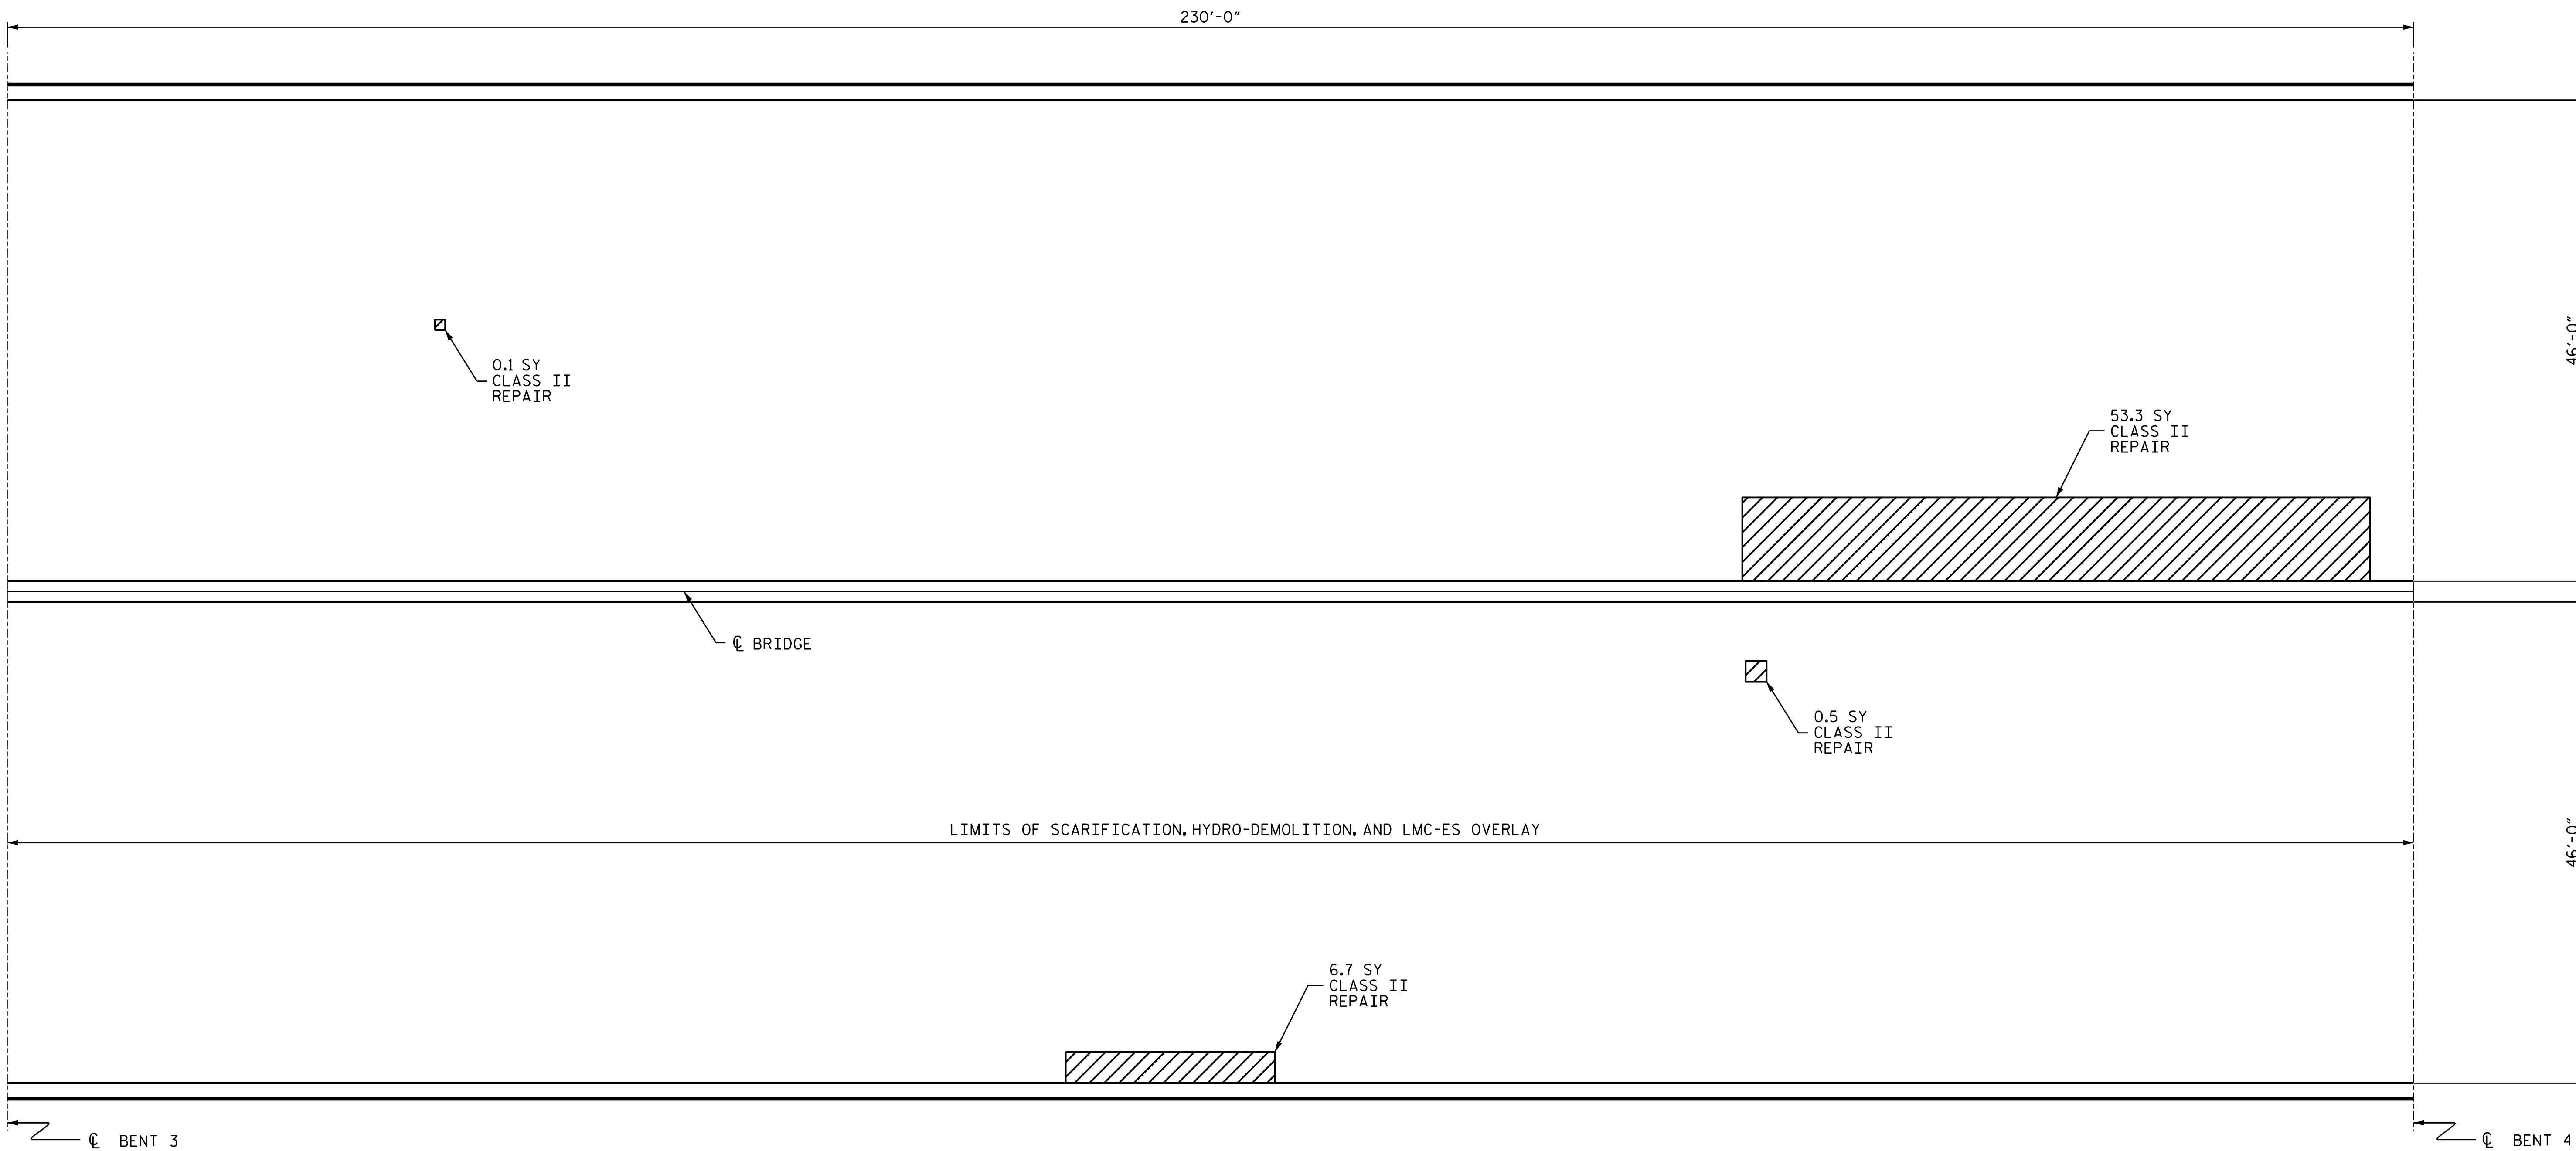 230'-0"
46'-0"
0.1 SY
CLASS II
REPAIR
53.3 SY
CLASS II
REPAIR
℄ BRIDGE
0.5 SY
CLASS II
REPAIR
LIMITS OF SCARIFICATION, HYDRO-DEMOLITION, AND LMC-ES OVERLAY
46'-0"
6.7 SY
CLASS II
REPAIR
℄ BENT 3
℄ BENT 4